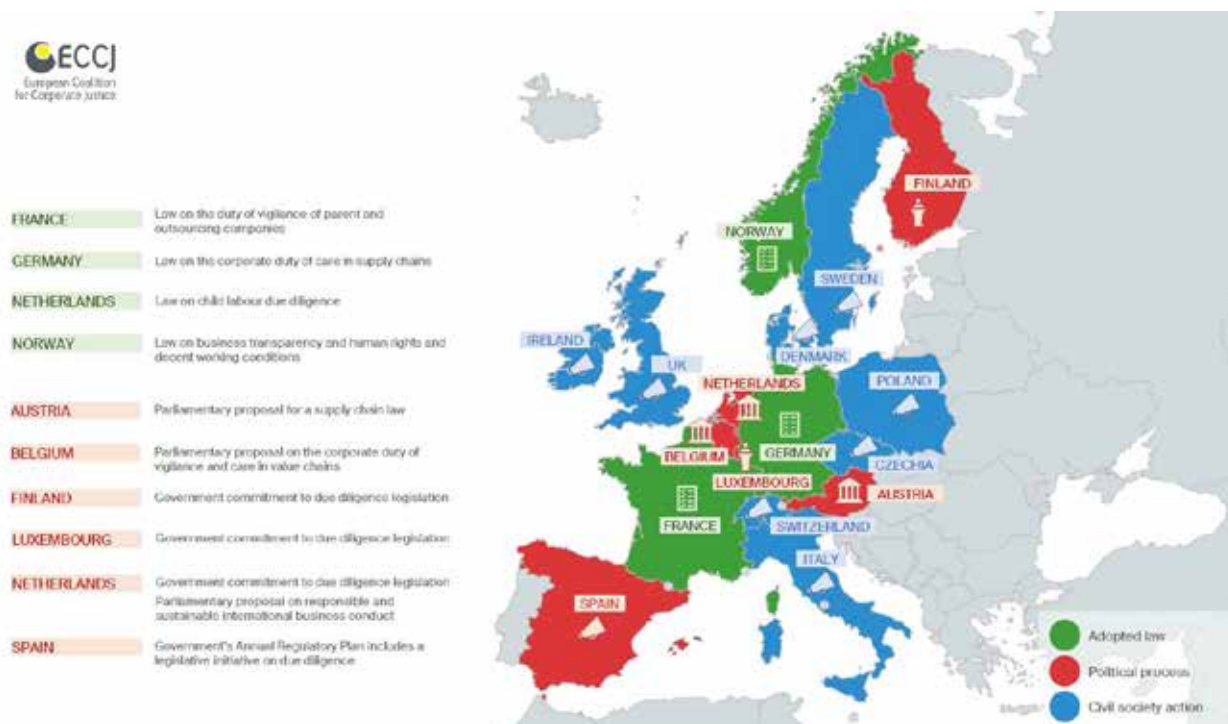 ECCJ
European Coalition
for Corporate Justice
FRANCE
Law on the duty of vigilance of parent and
outsourcing companies
GERMANY
Law on the corporate duty of care in supply chains
NETHERLANDS
Law on child labour due diligence
NORWAY
Law on business transparency and human rights and
decent working conditions
AUSTRIA
Parliamentary proposal for a supply chain law
BELGIUM
Parliamentary proposal on the corporate duty of
vigilance and care in value chains
FINLAND
Government commitment to due diligence legislation
LUXEMBOURG
Government commitment to due diligence legislation
NETHERLANDS
Government commitment to due diligence legislation
Parliamentary proposal on responsible and
sustainable international business conduct
SPAIN
Government's Annual Regulatory Plan includes a
legislative initiative on due diligence
FINLAND
NORWAY
SWEDEN
IRELAND
UK
DENMARK
NETHERLANDS
POLAND
BELGIUM
GERMANY
CZECHIA
LUXEMBOURG
AUSTRIA
FRANCE
SWITZERLAND
ITALY
SPAIN
Adopted law
Political process
Civil society action